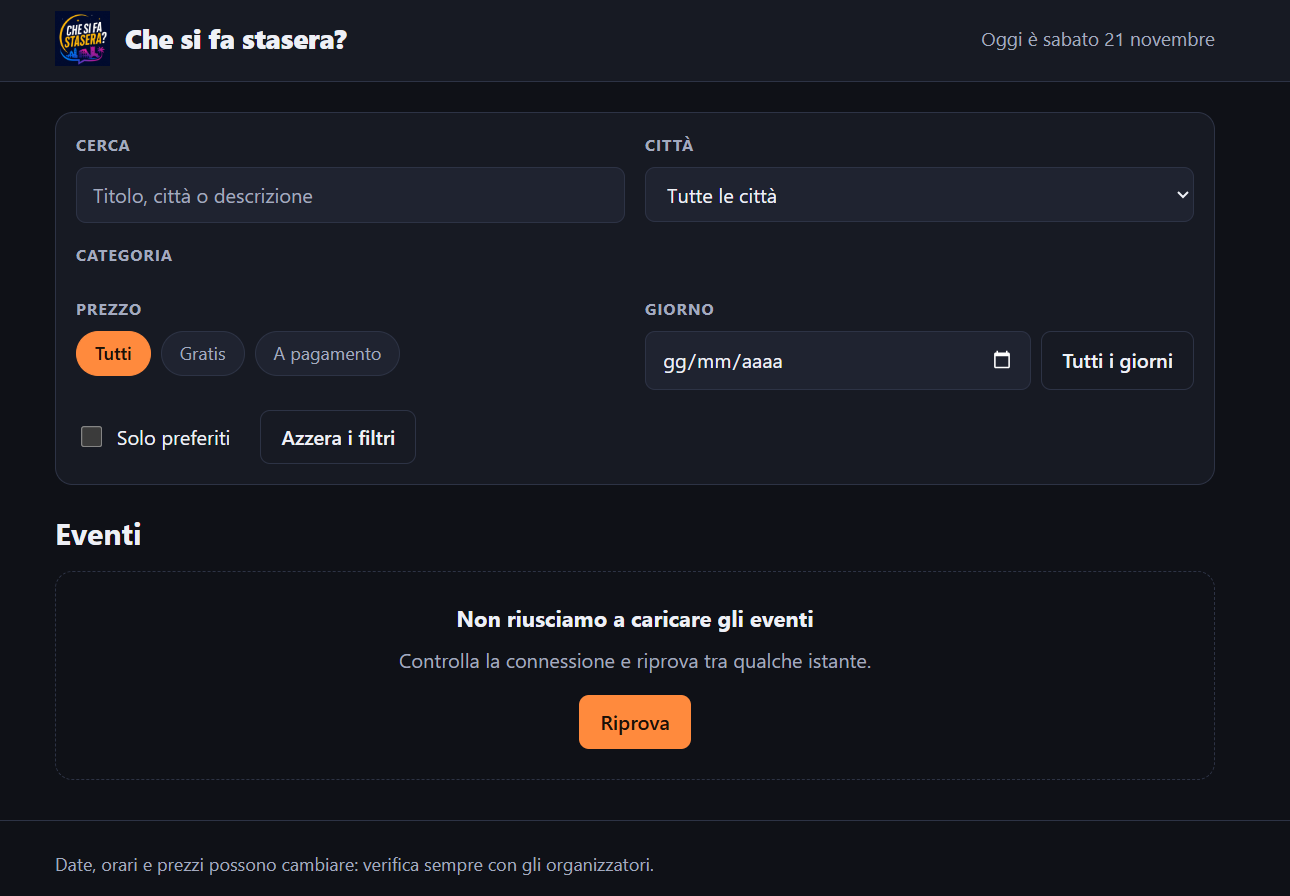 CHE SI FÀ
STASERA?
Che si fa stasera?
Oggi è sabato 21 novembre
CERCA
CITTÀ
Titolo, città o descrizione
Tutte le città
CATEGORIA
PREZZO
GIORNO
Tutti
Gratis
A pagamento
gg/mm/aaaa
Tutti i giorni
Solo preferiti
Azzera i filtri
Eventi
Non riusciamo a caricare gli eventi
Controlla la connessione e riprova tra qualche istante.
Riprova
Date, orari e prezzi possono cambiare: verifica sempre con gli organizzatori.